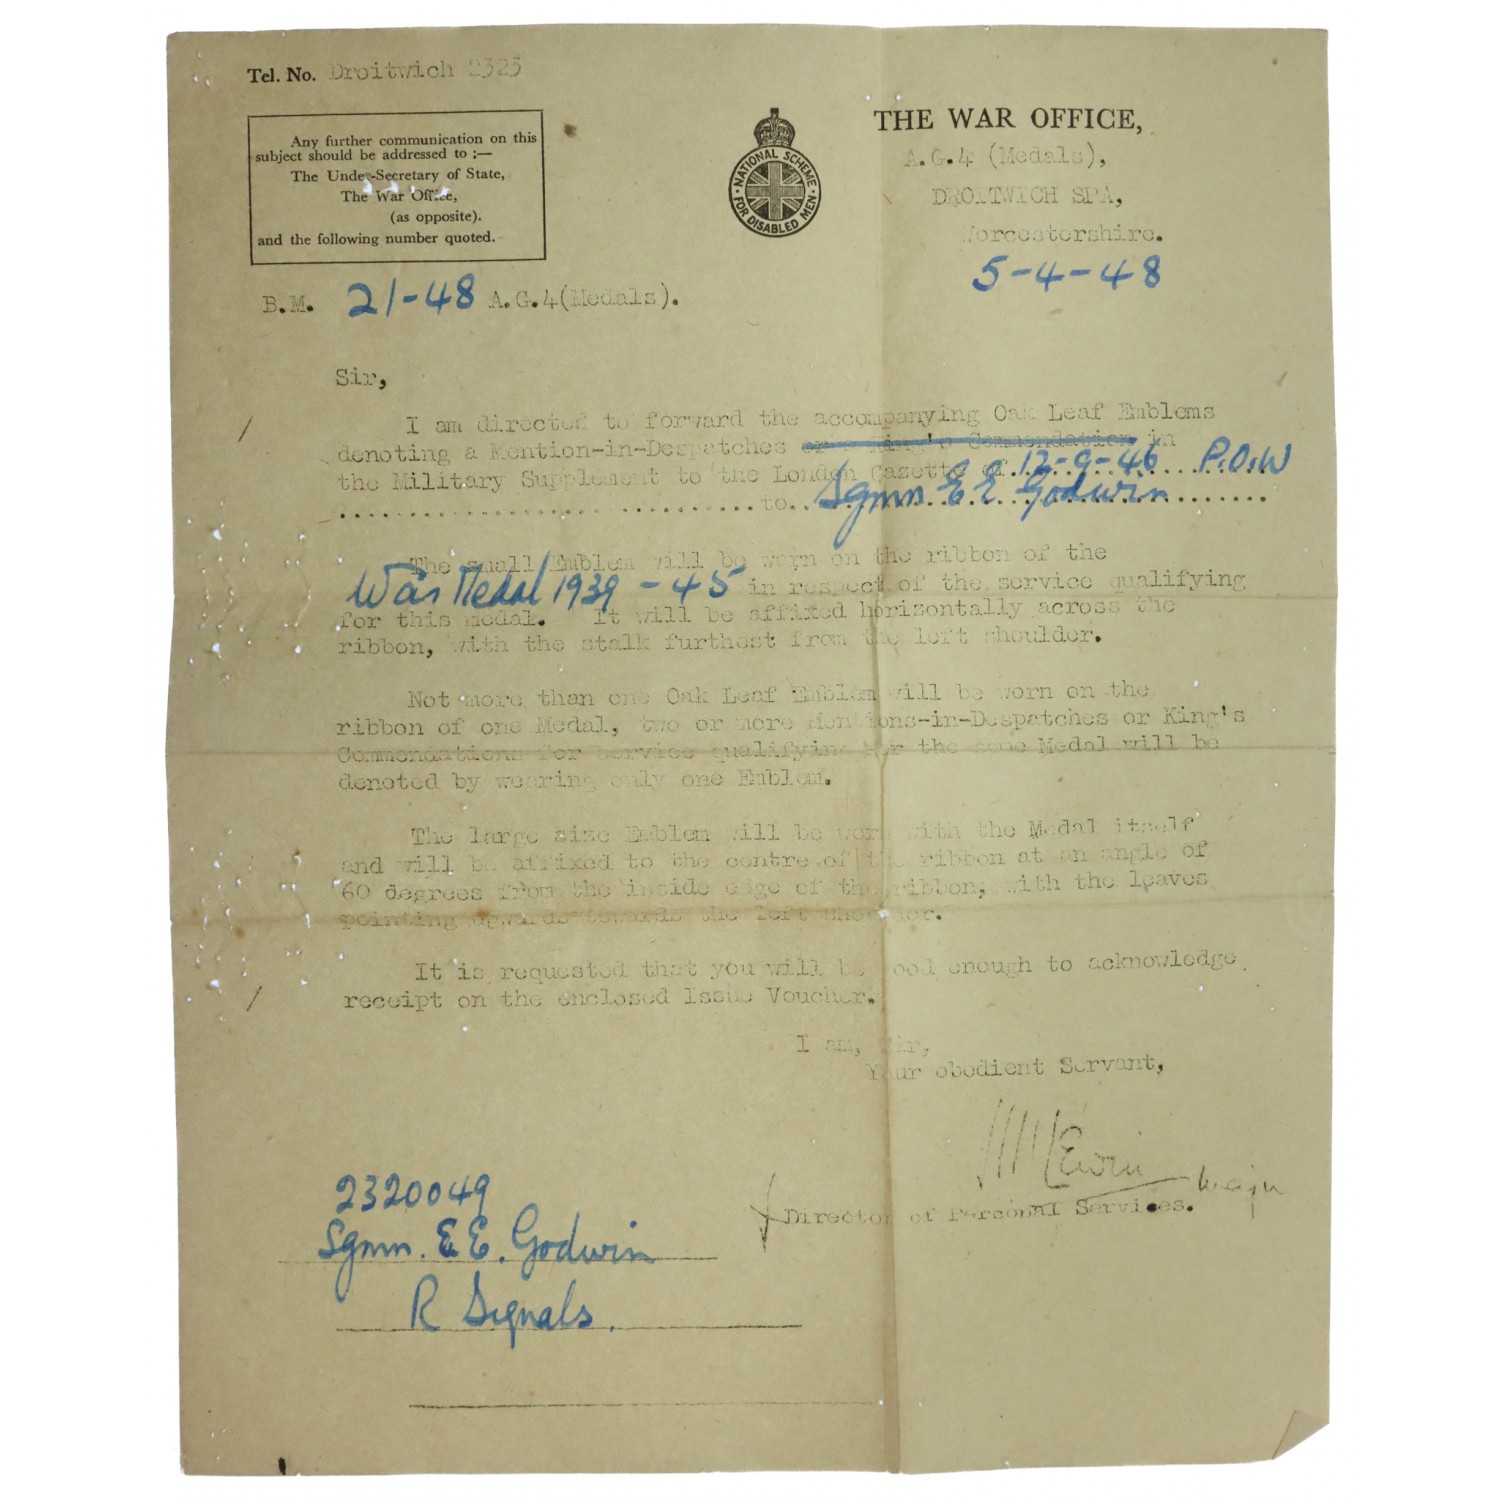 Tel. No. Droitwich 2323
Any further communication on this
subject should be addressed to :—
The Under-Secretary of State,
The War Office,
(as opposite).
and the following number quoted.
NATIONAL SCHEME FOR DISABLED MEN
THE WAR OFFICE,
A.G.4 (Medals),
DROITWICH SPA,
Worcestershire.
5-4-48
B.M. 21-48 A.G.4(Medals).
Sir,
I am directed to forward the accompanying Oak Leaf Emblems
denoting a Mention-in-Despatches or a King's Commendation in
the Military Supplement to the London Gazette of 12-9-46 P.O.W
to Sgmn E E Godwin
The small Emblem will be worn on the ribbon of the
War Medal 1939-45 in respect of the service qualifying
for this medal. It will be affixed horizontally across the
ribbon, with the stalk furthest from the left shoulder.
Not more than one Oak Leaf Emblem will be worn on the
ribbon of one Medal, two or more Mentions-in-Despatches or King's
Commendations for service qualifying for the same Medal will be
denoted by wearing only one Emblem.
The large size Emblem will be worn with the Medal itself
and will be affixed to the centre of the ribbon at an angle of
60 degrees from the inside edge of the ribbon, with the leaves
pointing upwards towards the left shoulder.
It is requested that you will be good enough to acknowledge
receipt on the enclosed Issue Voucher.
I am, Sir,
Your obedient Servant,
Director of Personal Services.
2320049
Sgmn. E E. Godwin
R Signals.